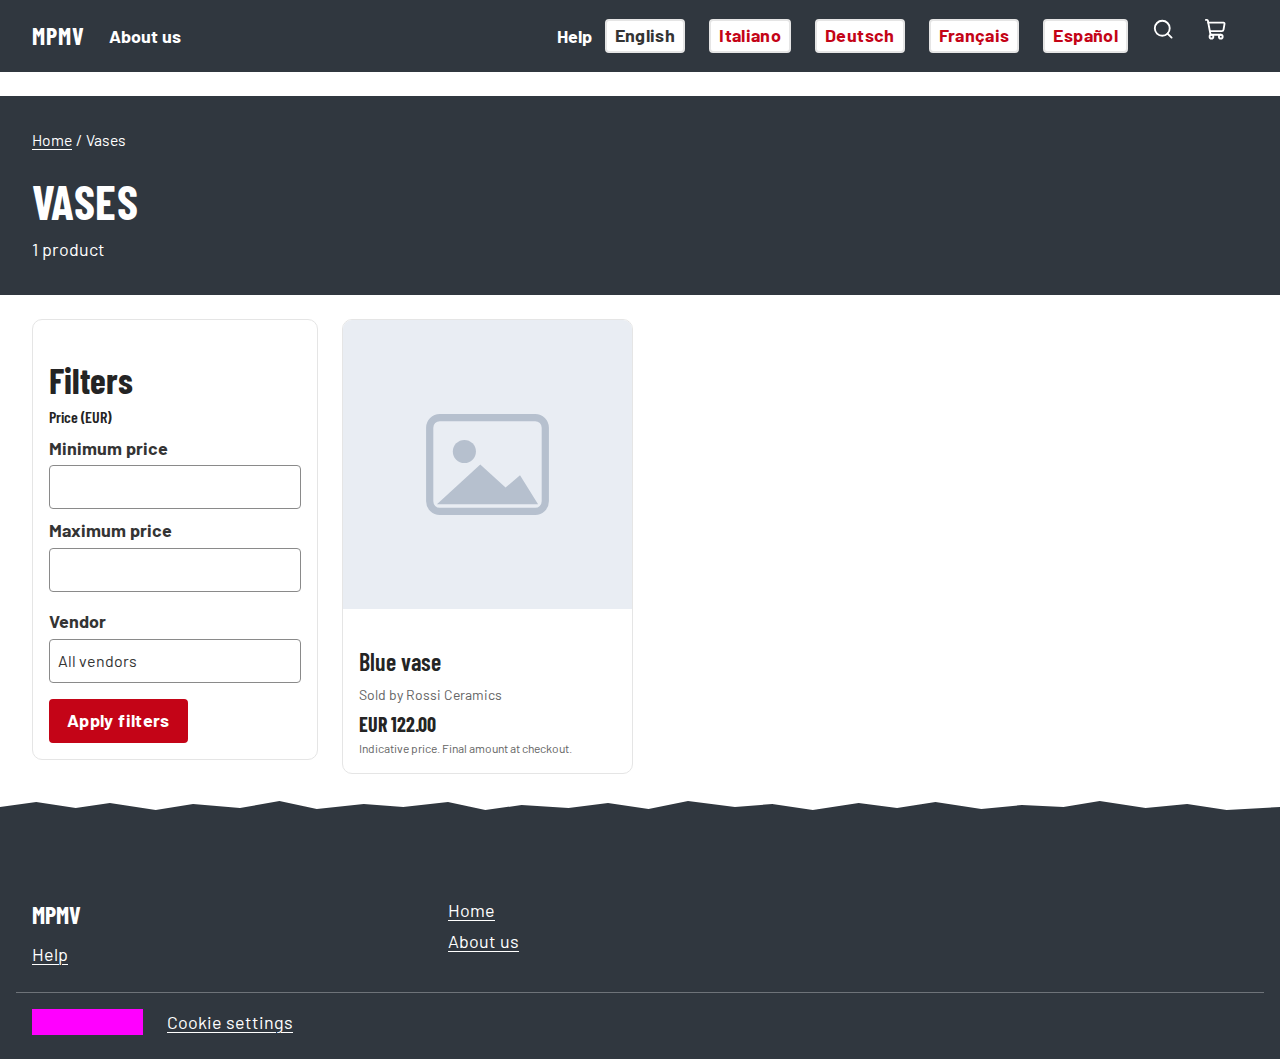 MPMV About us Help English Italiano Deutsch Français Español
Home / Vases
VASES
1 product
Filters
Price (EUR)
Minimum price
Maximum price
Vendor
All vendors
Apply filters
Blue vase
Sold by Rossi Ceramics
EUR 122.00
Indicative price. Final amount at checkout.
MPMV
Help
Home
About us
Cookie settings